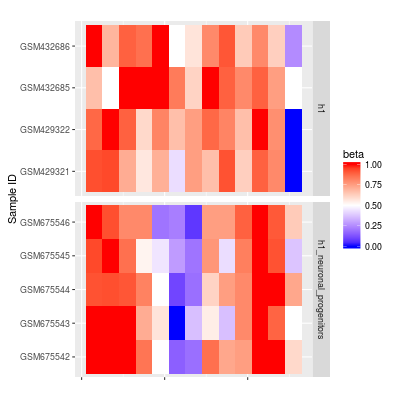 GSM432686
GSM432685
GSM429322
GSM429321
h1
GSM675546
GSM675545
GSM675544
GSM675543
GSM675542
h1_neuronal_progenitors
Sample ID
beta
1.00
0.75
0.50
0.25
0.00